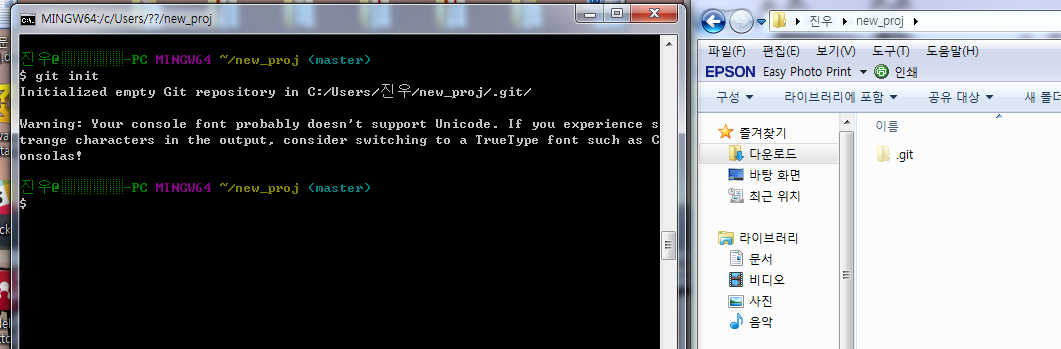 MINGW64:/c/Users/??/new_proj
진우@░░░░░░░░-PC MINGW64 ~/new_proj (master)
$ git init
Initialized empty Git repository in C:/Users/진우/new_proj/.git/
Warning: Your console font probably doesn't support Unicode. If you experience s
trange characters in the output, consider switching to a TrueType font such as C
onsolas!
진우@░░░░░░░░-PC MINGW64 ~/new_proj (master)
$
진우 new_proj
파일(F) 편집(E) 보기(V) 도구(T) 도움말(H)
EPSON Easy Photo Print 인쇄
구성 라이브러리에 포함 공유 대상 새 폴더
즐겨찾기
다운로드
바탕 화면
최근 위치
라이브러리
문서
비디오
사진
음악
이름
.git